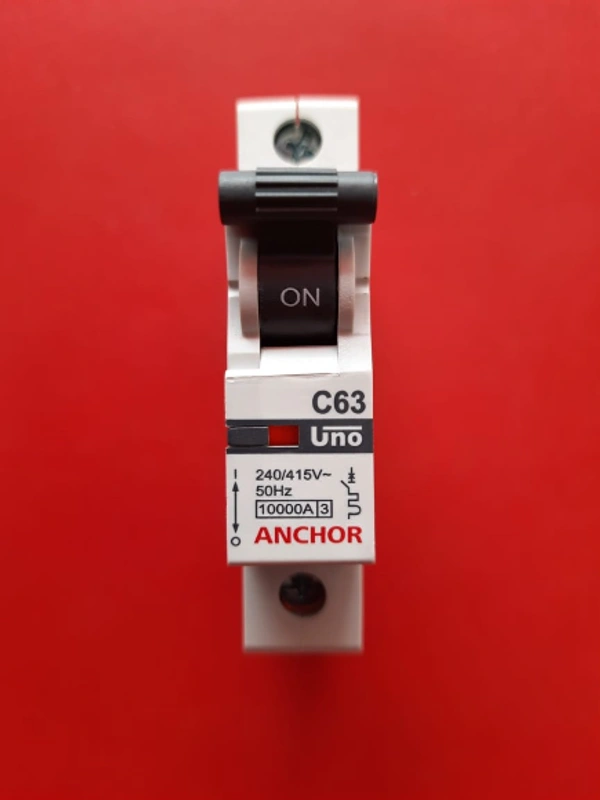 ON
C63
Uno
I
240/415V~
50Hz
10000A 3
O
ANCHOR